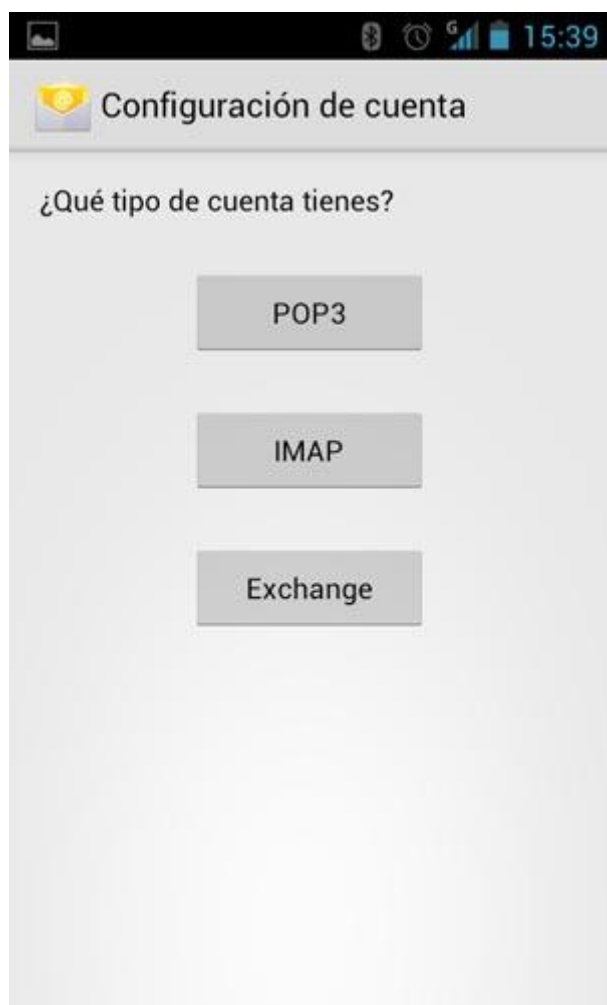 G 15:39
Configuración de cuenta
¿Qué tipo de cuenta tienes?
POP3
IMAP
Exchange